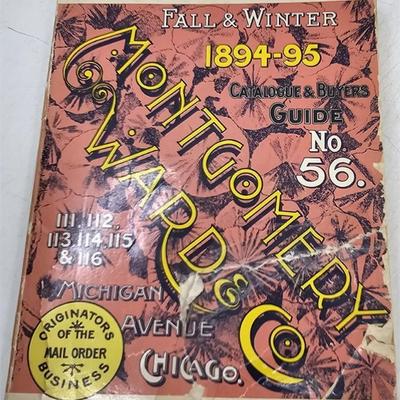 FALL & WINTER
1894-95
CATALOGUE & BUYERS
GUIDE
No.
56.
MONTGOMERY
WARD & CO
111, 112,
113, 114, 115
& 116
MICHIGAN
AVENUE
CHICAGO.
ORIGINATORS
OF THE
MAIL ORDER
BUSINESS